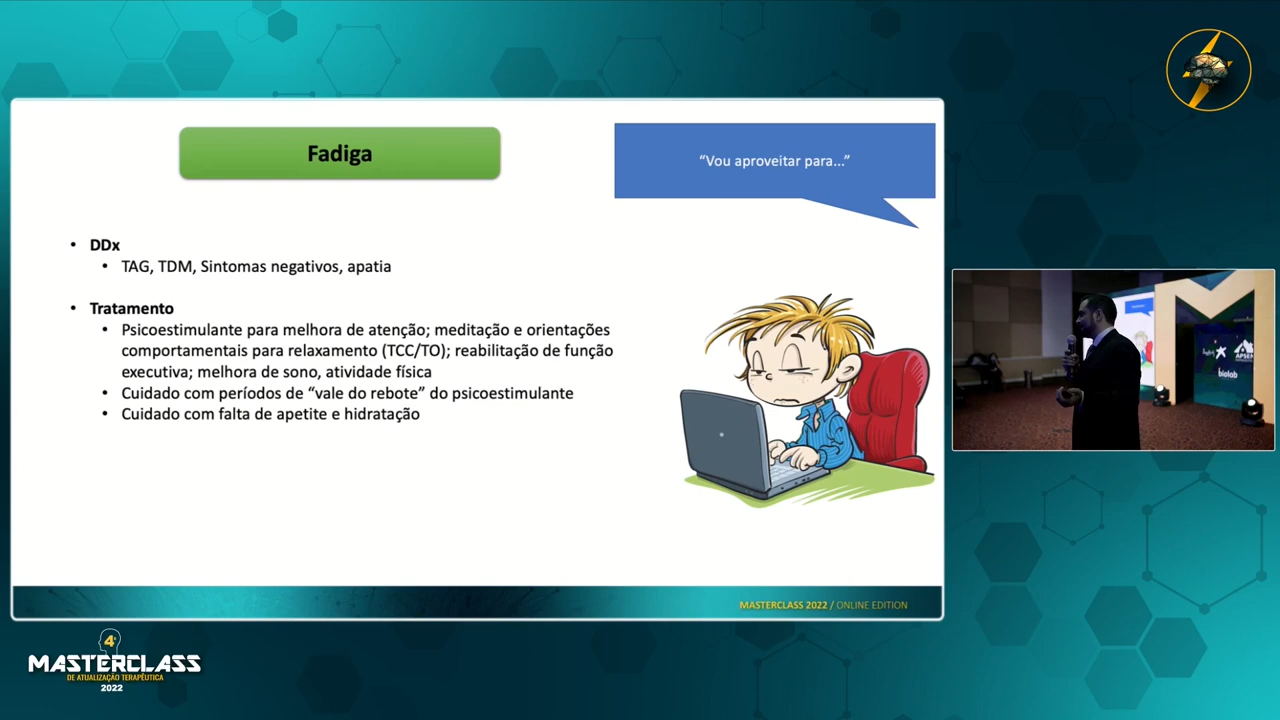 Fadiga
“Vou aproveitar para...”
• DDx
• TAG, TDM, Sintomas negativos, apatia
• Tratamento
• Psicoestimulante para melhora de atenção; meditação e orientações
comportamentais para relaxamento (TCC/TO); reabilitação de função
executiva; melhora de sono, atividade física
• Cuidado com períodos de “vale do rebote” do psicoestimulante
• Cuidado com falta de apetite e hidratação
M
APSEN
biolab
MASTERCLASS 2022 / ONLINE EDITION
4ª
MASTERCLASS
DE ATUALIZAÇÃO TERAPÊUTICA
2022